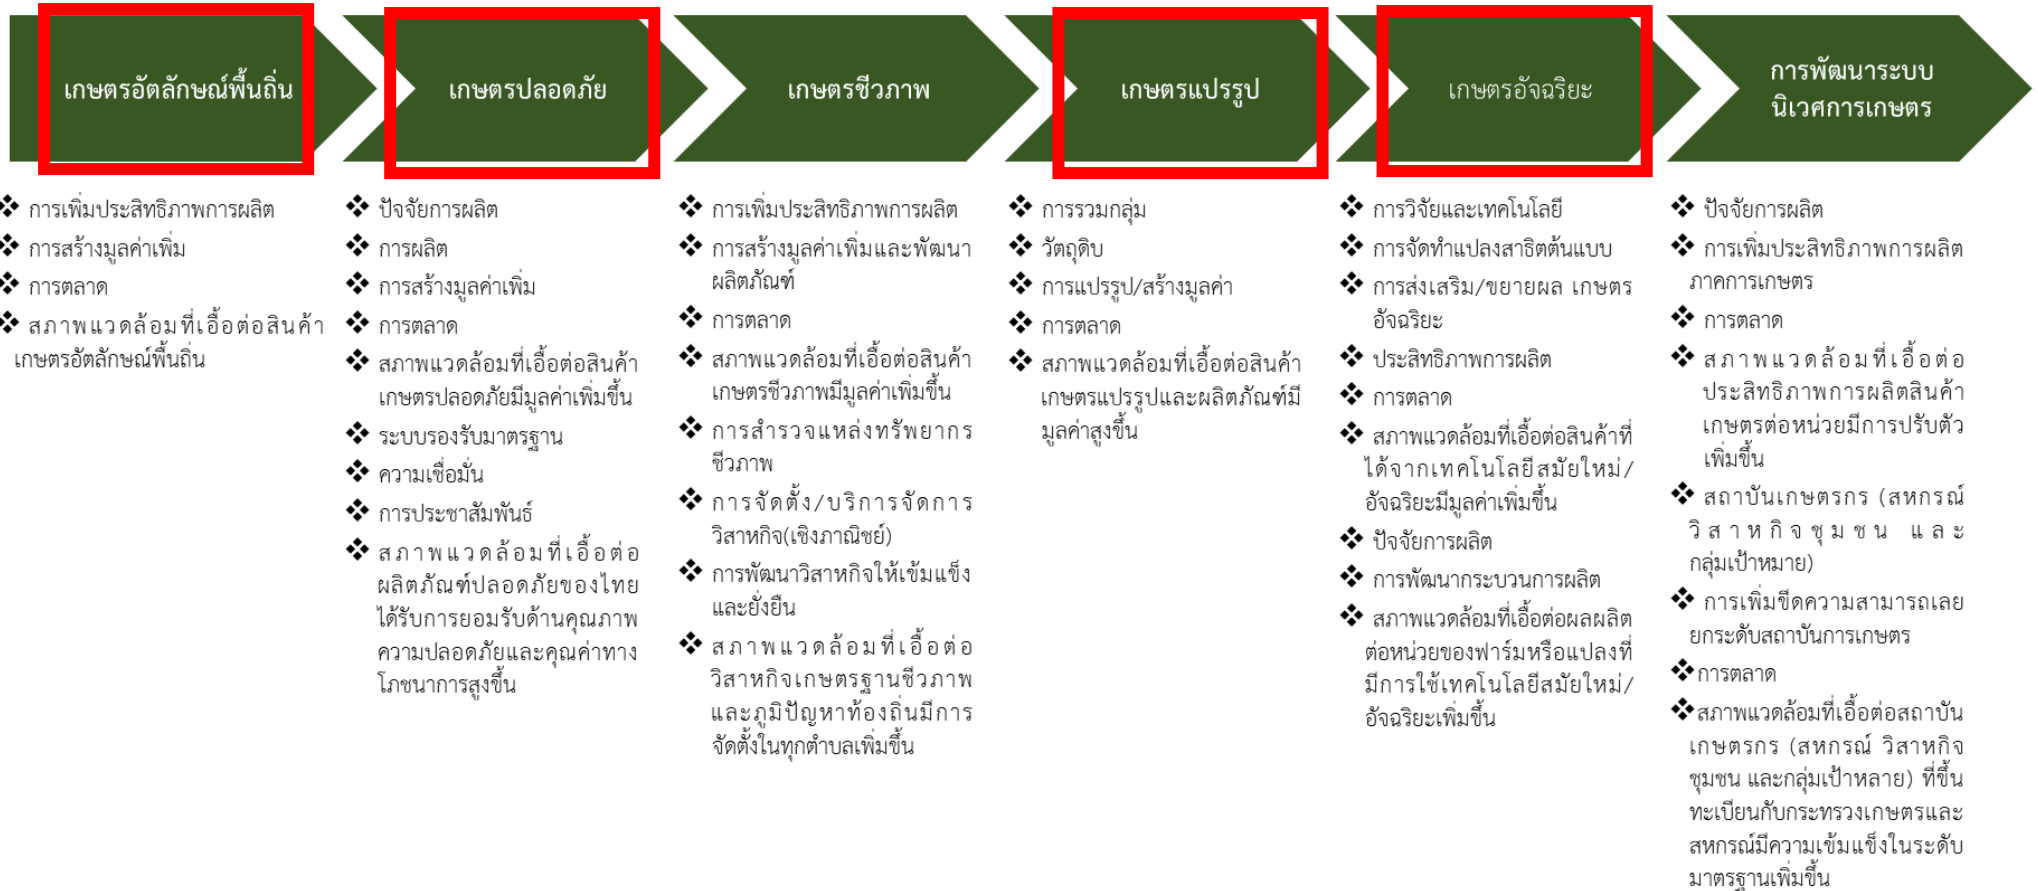 เกษตรอัตลักษณ์พื้นถิ่น
เกษตรปลอดภัย
เกษตรชีวภาพ
เกษตรแปรรูป
เกษตรอัจฉริยะ
การพัฒนาระบบ
นิเวศการเกษตร
❖ การเพิ่มประสิทธิภาพการผลิต
❖ การสร้างมูลค่าเพิ่ม
❖ การตลาด
❖ สภาพแวดล้อมที่เอื้อต่อสินค้า
เกษตรอัตลักษณ์พื้นถิ่น
❖ ปัจจัยการผลิต
❖ การผลิต
❖ การสร้างมูลค่าเพิ่ม
❖ การตลาด
❖ สภาพแวดล้อมที่เอื้อต่อสินค้า
เกษตรปลอดภัยมีมูลค่าเพิ่มขึ้น
❖ ระบบรองรับมาตรฐาน
❖ ความเชื่อมั่น
❖ การประชาสัมพันธ์
❖ สภาพแวดล้อมที่เอื้อต่อ
ผลิตภัณฑ์ปลอดภัยของไทย
ได้รับการยอมรับด้านคุณภาพ
ความปลอดภัยและคุณค่าทาง
โภชนาการสูงขึ้น
❖ การเพิ่มประสิทธิภาพการผลิต
❖ การสร้างมูลค่าเพิ่มและพัฒนา
ผลิตภัณฑ์
❖ การตลาด
❖ สภาพแวดล้อมที่เอื้อต่อสินค้า
เกษตรชีวภาพมีมูลค่าเพิ่มขึ้น
❖ การสำรวจแหล่งทรัพยากร
ชีวภาพ
❖ การจัดตั้ง/บริการจัดการ
วิสาหกิจ(เชิงภาณิชย์)
❖ การพัฒนาวิสาหกิจให้เข้มแข็ง
และยั่งยืน
❖ สภาพแวดล้อมที่เอื้อต่อ
วิสาหกิจเกษตรฐานชีวภาพ
และภูมิปัญหาท้องถิ่นมีการ
จัดตั้งในทุกตำบลเพิ่มขึ้น
❖ การรวมกลุ่ม
❖ วัตถุดิบ
❖ การแปรรูป/สร้างมูลค่า
❖ การตลาด
❖ สภาพแวดล้อมที่เอื้อต่อสินค้า
เกษตรแปรรูปและผลิตภัณฑ์มี
มูลค่าสูงขึ้น
❖ การวิจัยและเทคโนโลยี
❖ การจัดทำแปลงสาธิตต้นแบบ
❖ การส่งเสริม/ขยายผล เกษตร
อัจฉริยะ
❖ ประสิทธิภาพการผลิต
❖ การตลาด
❖ สภาพแวดล้อมที่เอื้อต่อสินค้าที่
ได้จากเทคโนโลยีสมัยใหม่/
อัจฉริยะมีมูลค่าเพิ่มขึ้น
❖ ปัจจัยการผลิต
❖ การพัฒนากระบวนการผลิต
❖ สภาพแวดล้อมที่เอื้อต่อผลผลิต
ต่อหน่วยของฟาร์มหรือแปลงที่
มีการใช้เทคโนโลยีสมัยใหม่/
อัจฉริยะเพิ่มขึ้น
❖ ปัจจัยการผลิต
❖ การเพิ่มประสิทธิภาพการผลิต
ภาคการเกษตร
❖ การตลาด
❖ สภาพแวดล้อมที่เอื้อต่อ
ประสิทธิภาพการผลิตสินค้า
เกษตรต่อหน่วยมีการปรับตัว
เพิ่มขึ้น
❖ สถาบันเกษตรกร (สหกรณ์
วิสาหกิจชุมชน และ
กลุ่มเป้าหมาย)
❖ การเพิ่มขีดความสามารถเลย
ยกระดับสถาบันการเกษตร
❖ การตลาด
❖ สภาพแวดล้อมที่เอื้อต่อสถาบัน
เกษตรกร (สหกรณ์ วิสาหกิจ
ชุมชน และกลุ่มเป้าหลาย) ที่ขึ้น
ทะเบียนกับกระทรวงเกษตรและ
สหกรณ์มีความเข้มแข็งในระดับ
มาตรฐานเพิ่มขึ้น